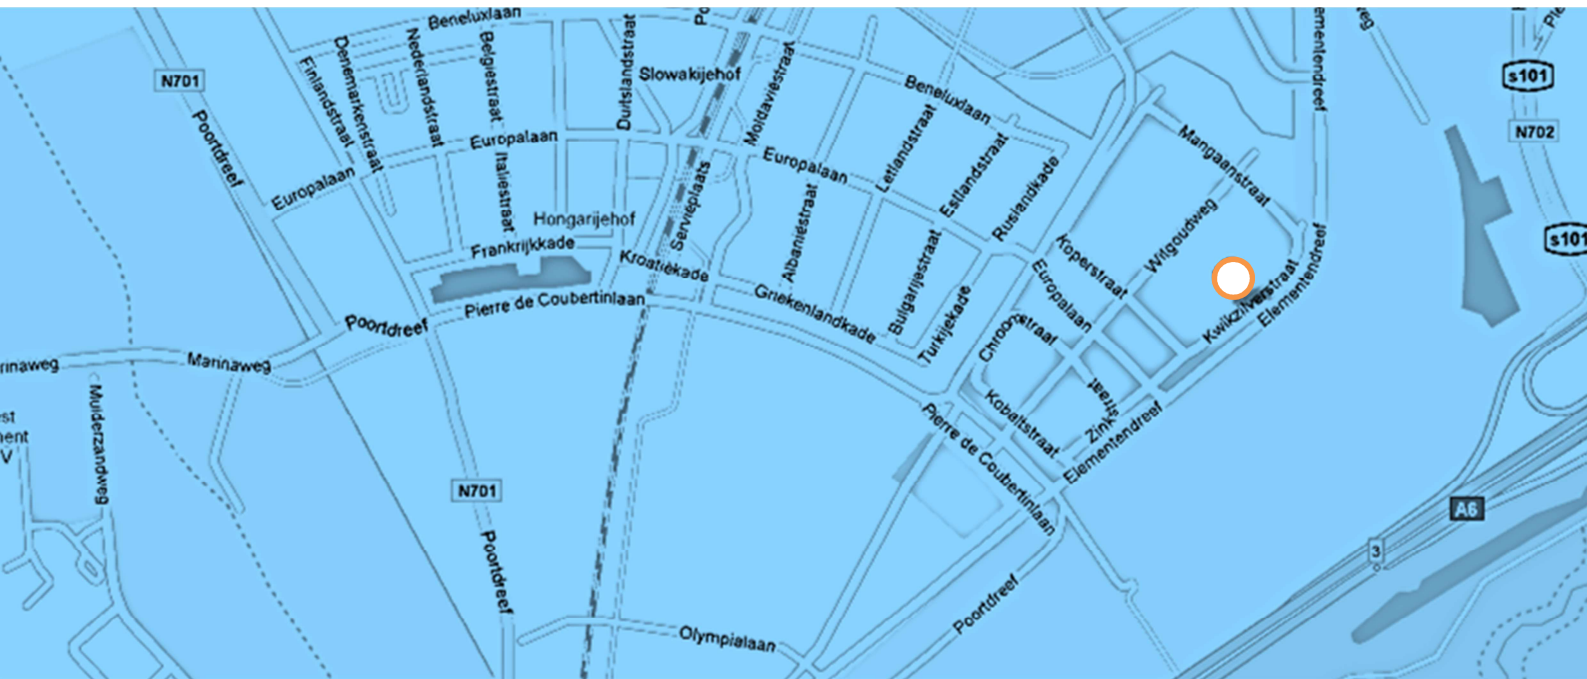 Beneluxlaan
N701
Poortdreef
Finlandstraat
Denemarkenstraat
Nederlandstraat
Belgiestraat
Duitslandstraat
Slowakijehof
Moldaviestraat
Beneluxlaan
Elementendreef
s101
N702
Mangaanstraat
Europalaan
Europalaan
Italiestraat
Europalaan
Letlandstraat
Estlandstraat
Ruslandkade
Servieplaats
Albaniestraat
Hongarijehof
Frankrijkkade
Kroatiekade
Wilgoudweg
Koperstraat
Europalaan
Bulgarijestraat
Turkijekade
Griekenlandkade
Pierre de Coubertinlaan
Poortdreef
Marinaweg
rinaweg
Muiderzandweg
Chroomstraat
Kwikzilverstraat
Elementendreef
s101
Zinkstraat
Kobaltstraat
Elementendreef
Pierre de Coubertinlaan
N701
A6
3
Poortdreef
Poortdreef
Olympialaan